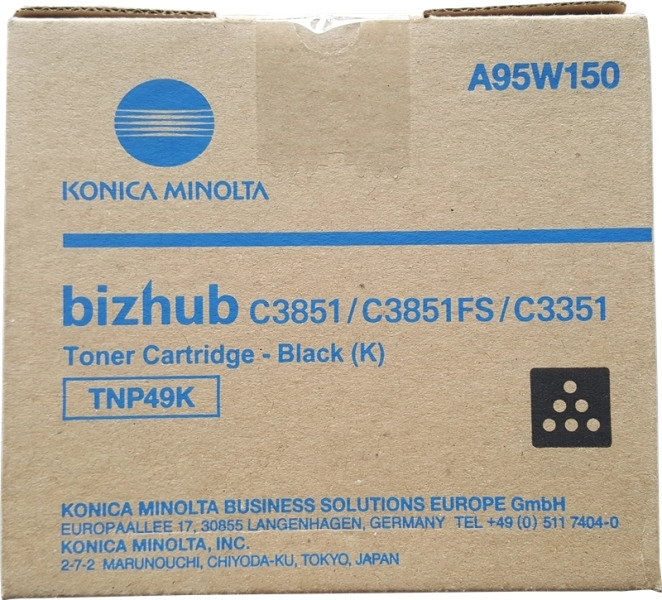 A95W150
KONICA MINOLTA
bizhub C3851/C3851FS/C3351
Toner Cartridge - Black (K)
TNP49K
KONICA MINOLTA BUSINESS SOLUTIONS EUROPE GmbH
EUROPAALLEE 17, 30855 LANGENHAGEN, GERMANY TEL +49 (0) 511 7404-0
KONICA MINOLTA, INC.
2-7-2 MARUNOUCHI, CHIYODA-KU, TOKYO, JAPAN